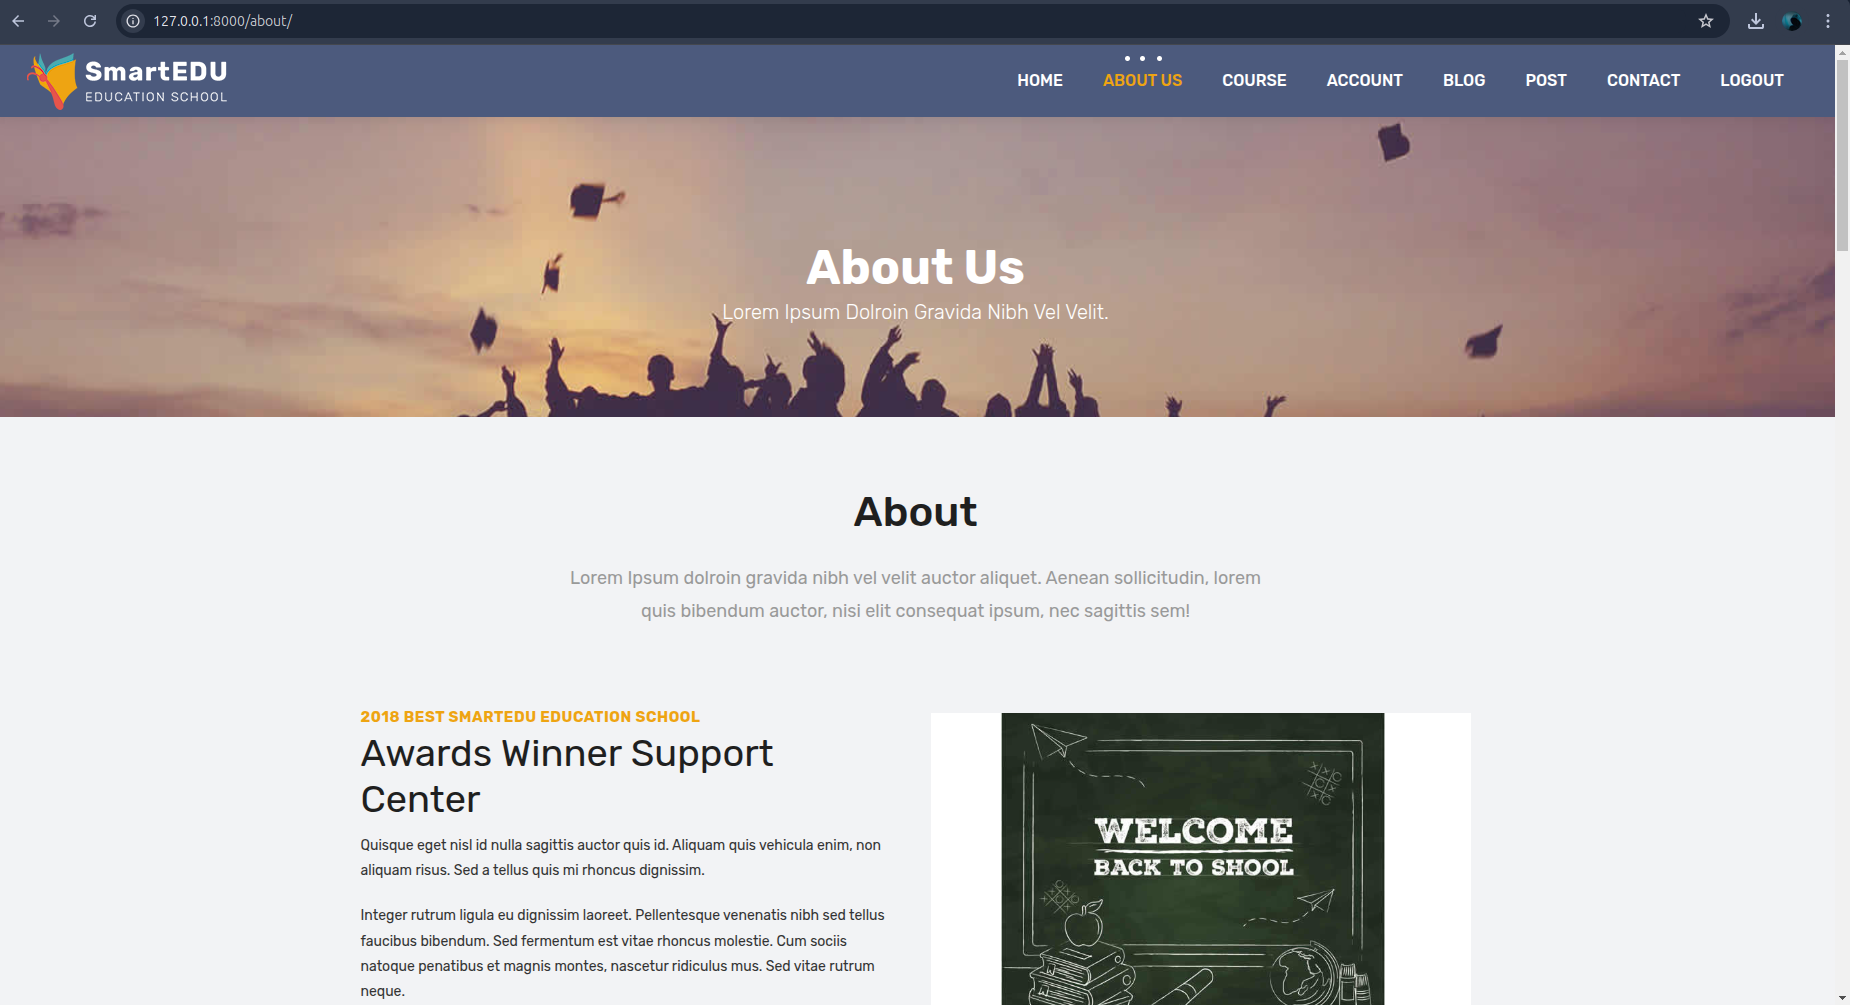 127.0.0.1:8000/about/
SmartEDU
EDUCATION SCHOOL
HOME ABOUT US COURSE ACCOUNT BLOG POST CONTACT LOGOUT
About Us
Lorem Ipsum Dolroin Gravida Nibh Vel Velit.
About
Lorem Ipsum dolroin gravida nibh vel velit auctor aliquet. Aenean sollicitudin, lorem
quis bibendum auctor, nisi elit consequat ipsum, nec sagittis sem!
2018 BEST SMARTEDU EDUCATION SCHOOL
Awards Winner Support
Center
Quisque eget nisl id nulla sagittis auctor quis id. Aliquam quis vehicula enim, non
aliquam risus. Sed a tellus quis mi rhoncus dignissim.
Integer rutrum ligula eu dignissim laoreet. Pellentesque venenatis nibh sed tellus
faucibus bibendum. Sed fermentum est vitae rhoncus molestie. Cum sociis
natoque penatibus et magnis montes, nascetur ridiculus mus. Sed vitae rutrum
neque.
WELCOME
BACK TO SHOOL